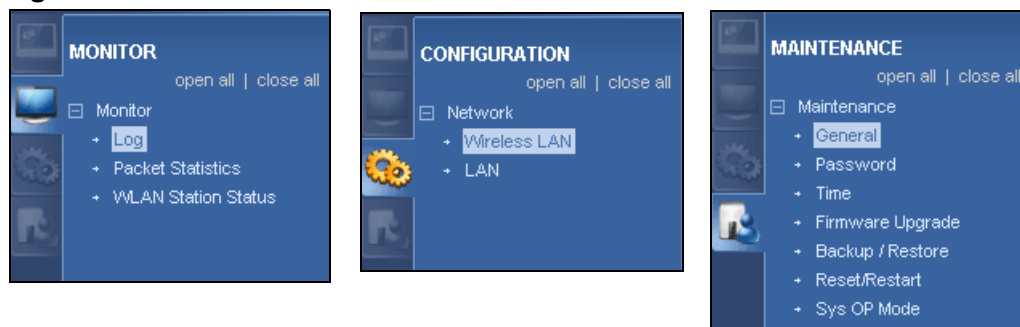 MONITOR
open all | close all
Monitor
Log
Packet Statistics
WLAN Station Status
CONFIGURATION
open all | close all
Network
Wireless LAN
LAN
MAINTENANCE
open all | close all
Maintenance
General
Password
Time
Firmware Upgrade
Backup / Restore
Reset/Restart
Sys OP Mode